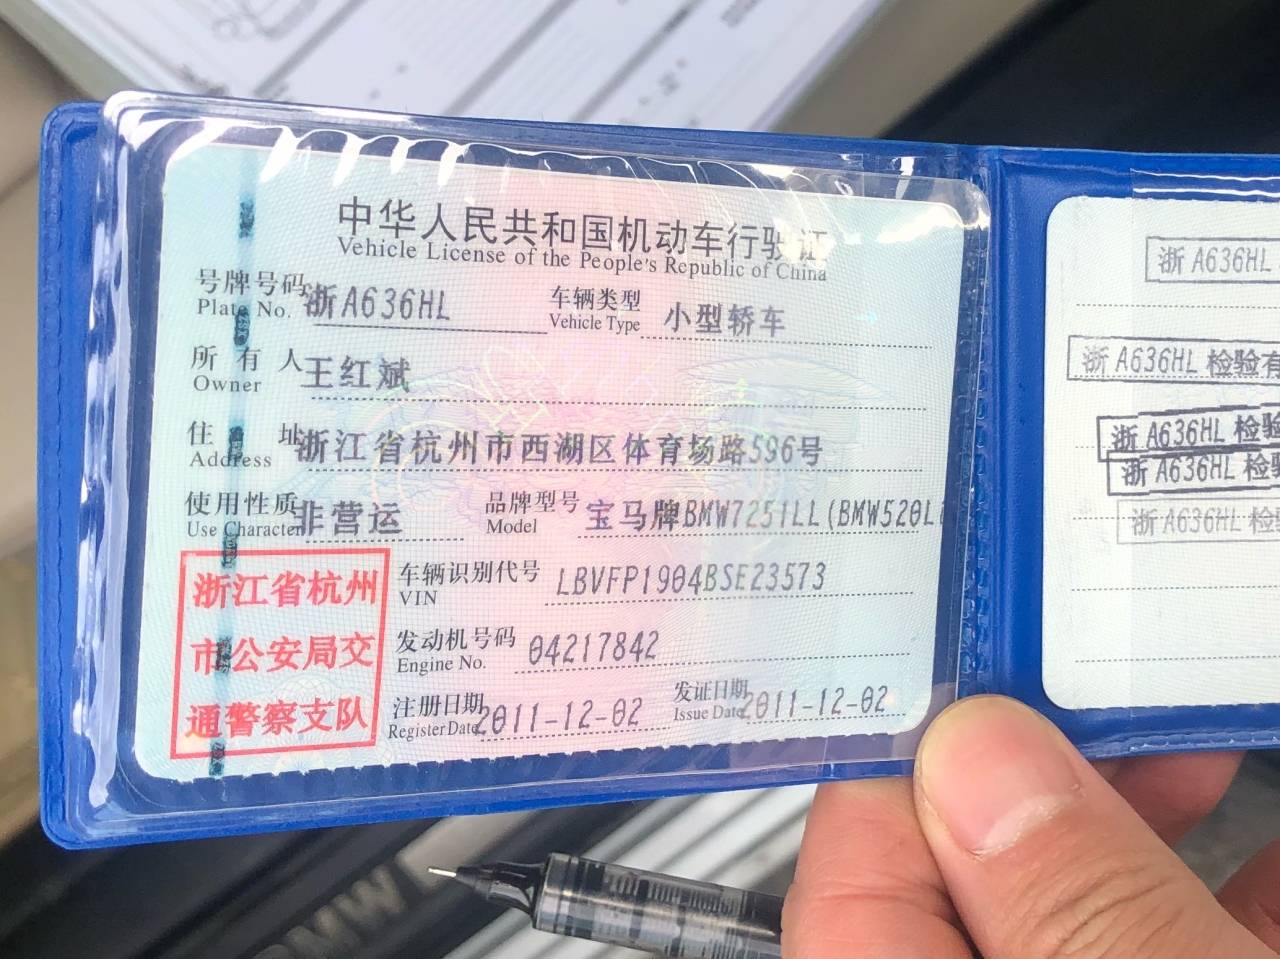 中华人民共和国机动车行驶证
Vehicle License of the People's Republic of China
号牌号码 浙A636HL 车辆类型 小型轿车
Plate No. Vehicle Type
所有人 王红斌
Owner
住址 浙江省杭州市西湖区体育场路596号
Address
使用性质 非营运 品牌型号 宝马牌BMW7251LL(BMW520L
Use Character Model
浙江省杭州
市公安局交
通警察支队
车辆识别代号 LBVFP1904BSE23573
VIN
发动机号码 04217842
Engine No.
注册日期 2011-12-02 发证日期 2011-12-02
Register Date Issue Date
浙A636HL
浙A636HL 检验有
浙A636HL 检验
浙A636HL 检验
浙A636HL 检
BMW